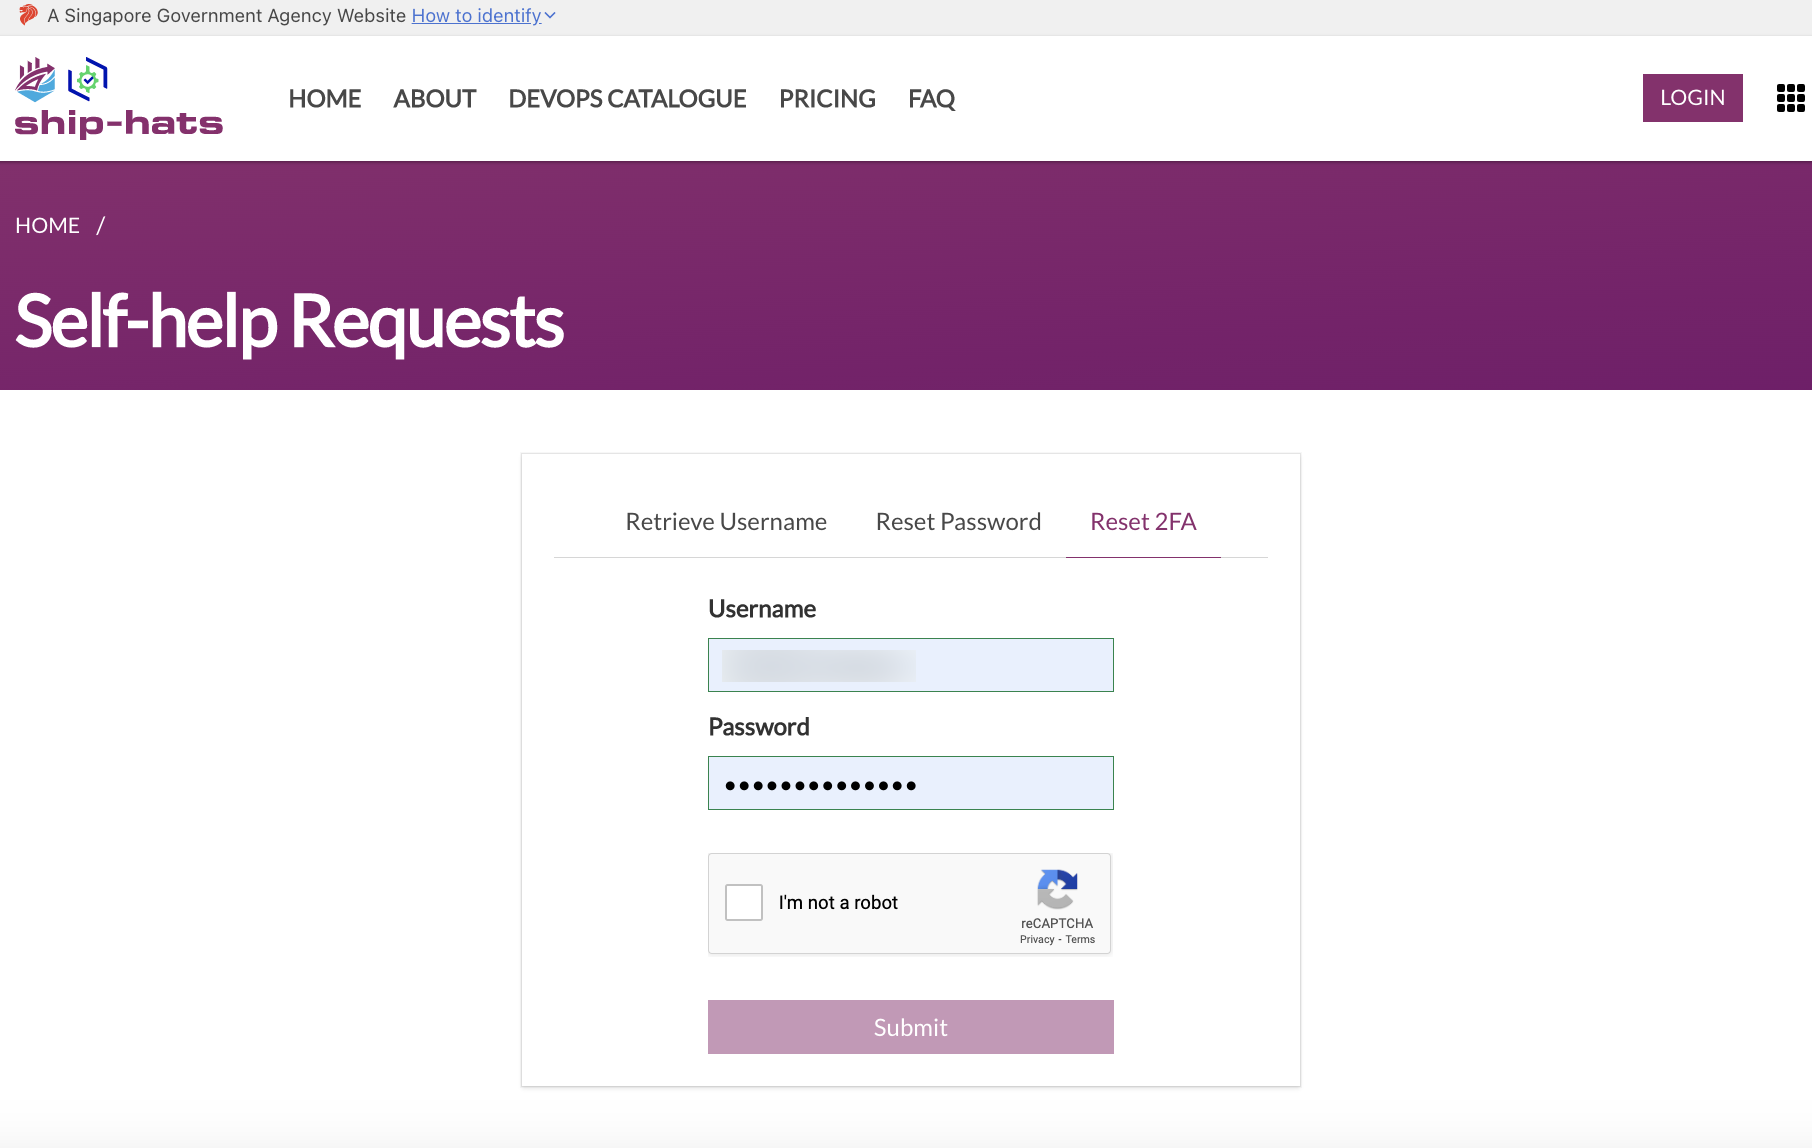 A Singapore Government Agency Website How to identify
ship-hats
HOME ABOUT DEVOPS CATALOGUE PRICING FAQ LOGIN
HOME /
Self-help Requests
Retrieve Username Reset Password Reset 2FA
Username
Password
I'm not a robot
reCAPTCHA
Privacy - Terms
Submit